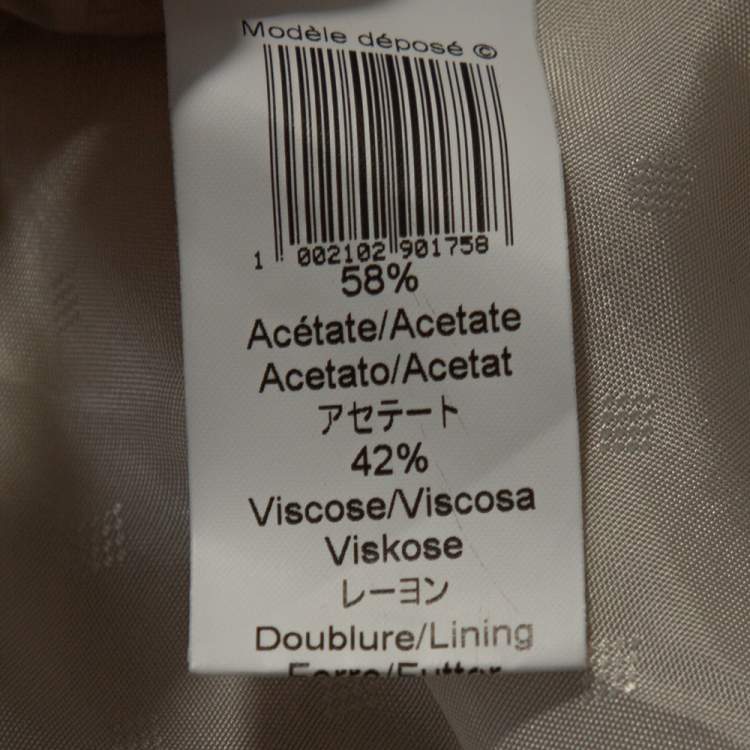 Modèle déposé ©
1 002102 901758
58%
Acétate/Acetate
Acetato/Acetat
アセテート
42%
Viscose/Viscosa
Viskose
レーヨン
Doublure/Lining